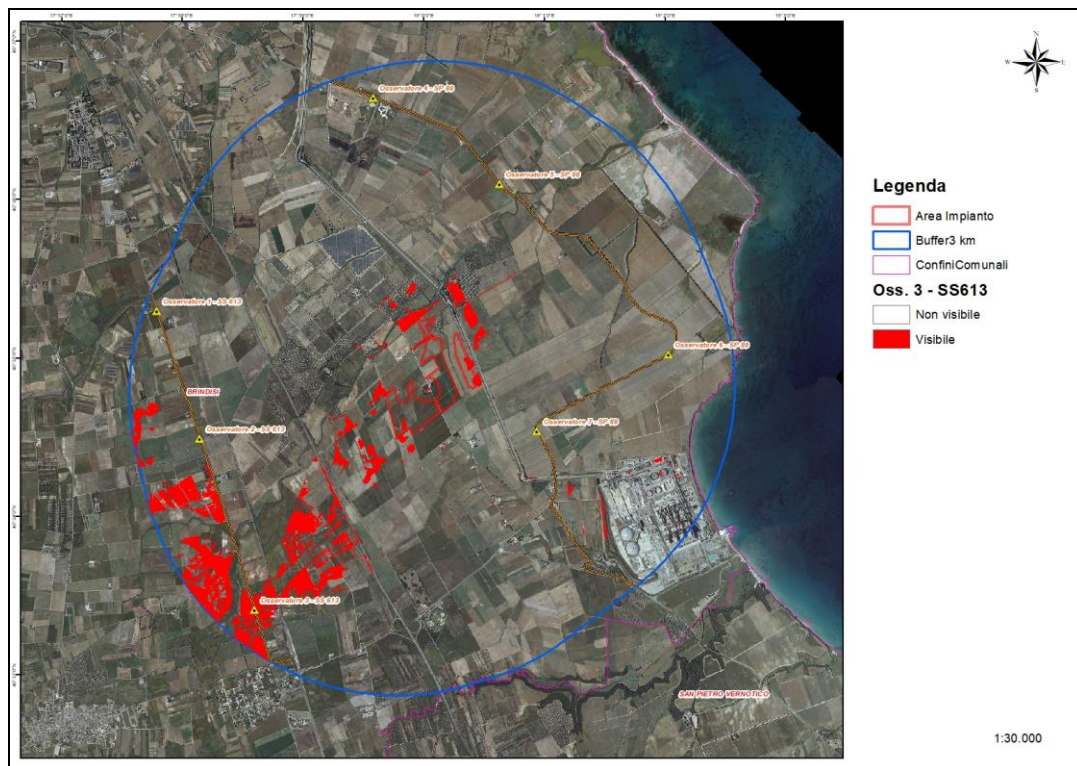 N
W
E
S
Osservatore 4 - SP 88
Osservatore 5 - SP 88
Osservatore 1 - SS 613
Osservatore 6 - SP 88
BRINDISI
Osservatore 2 - SS 613
Osservatore 7 - SP 88
Osservatore 3 - SS 613
SAN PIETRO VERNOTICO
Legenda
Area Impianto
Buffer3 km
ConfiniComunali
Oss. 3 - SS613
Non visibile
Visibile
1:30.000